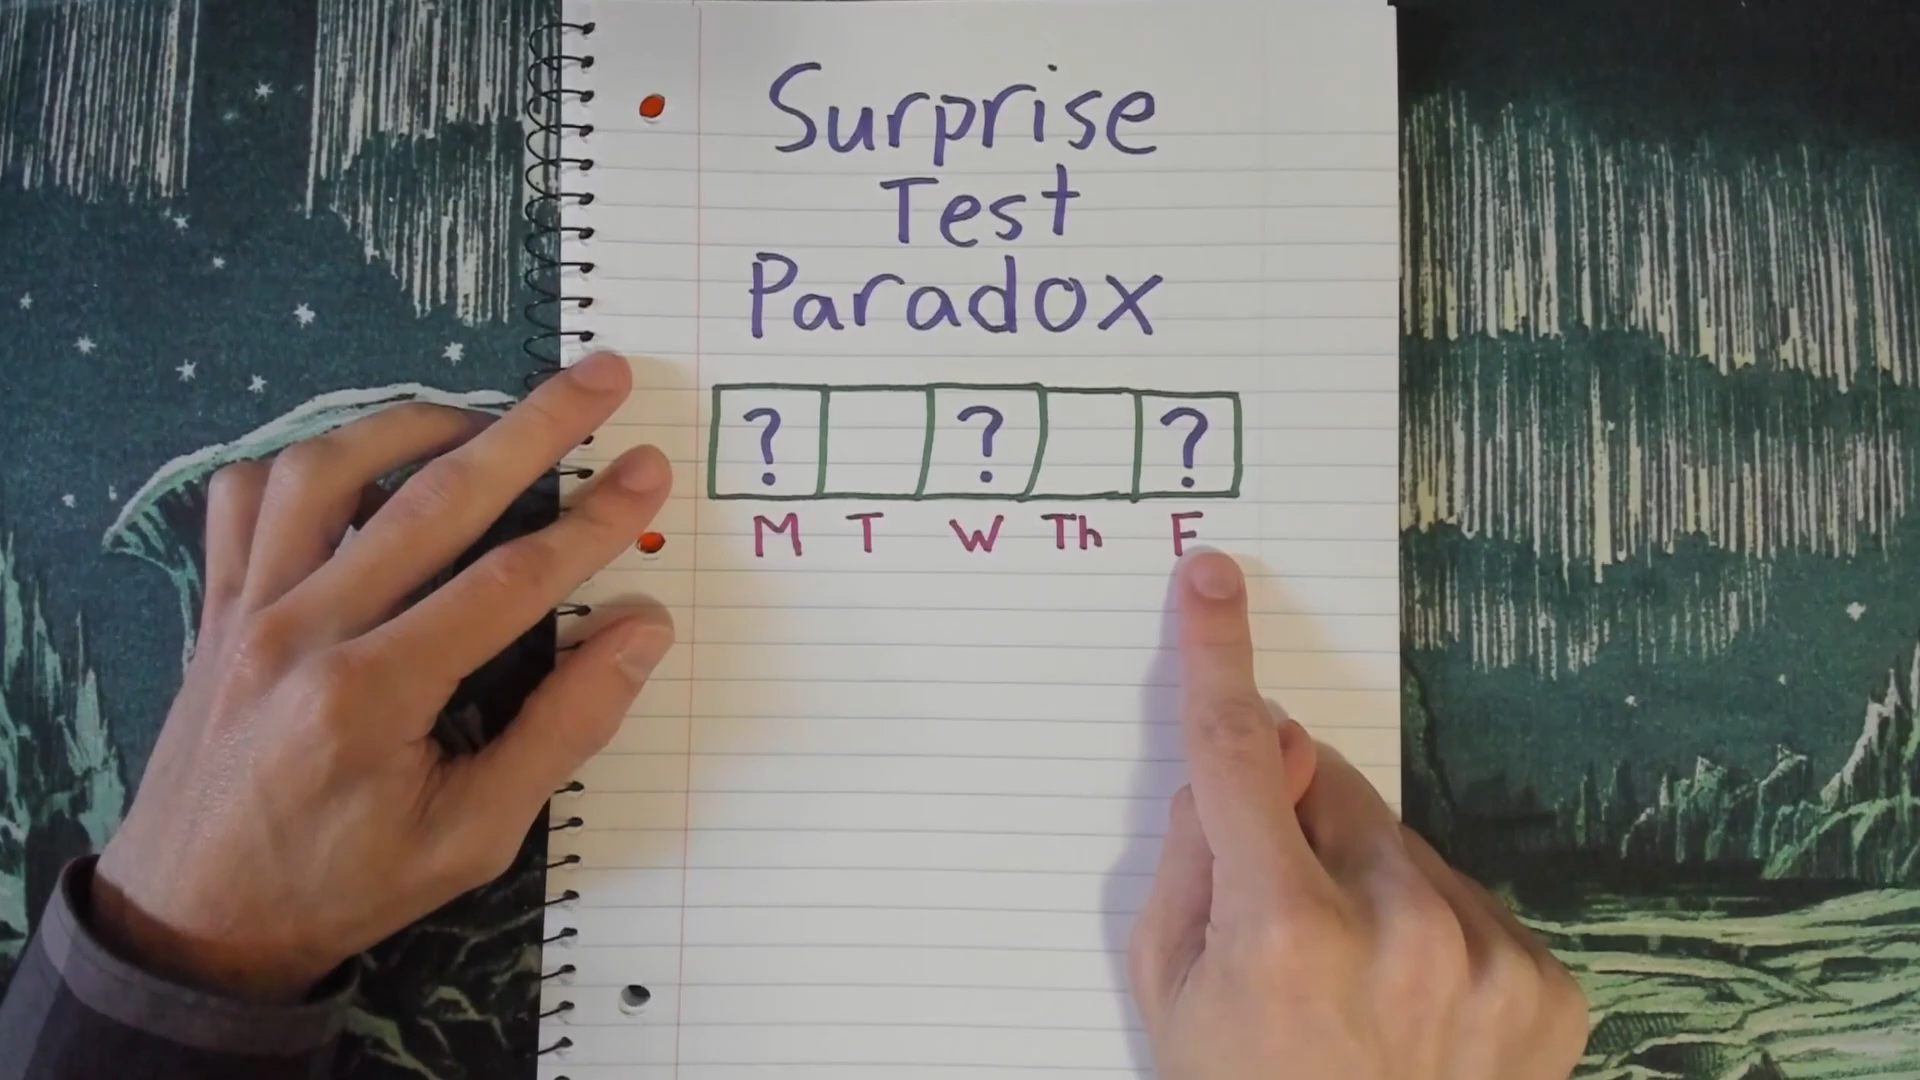 Surprise
Test
Paradox
? ? ?
M T W Th F